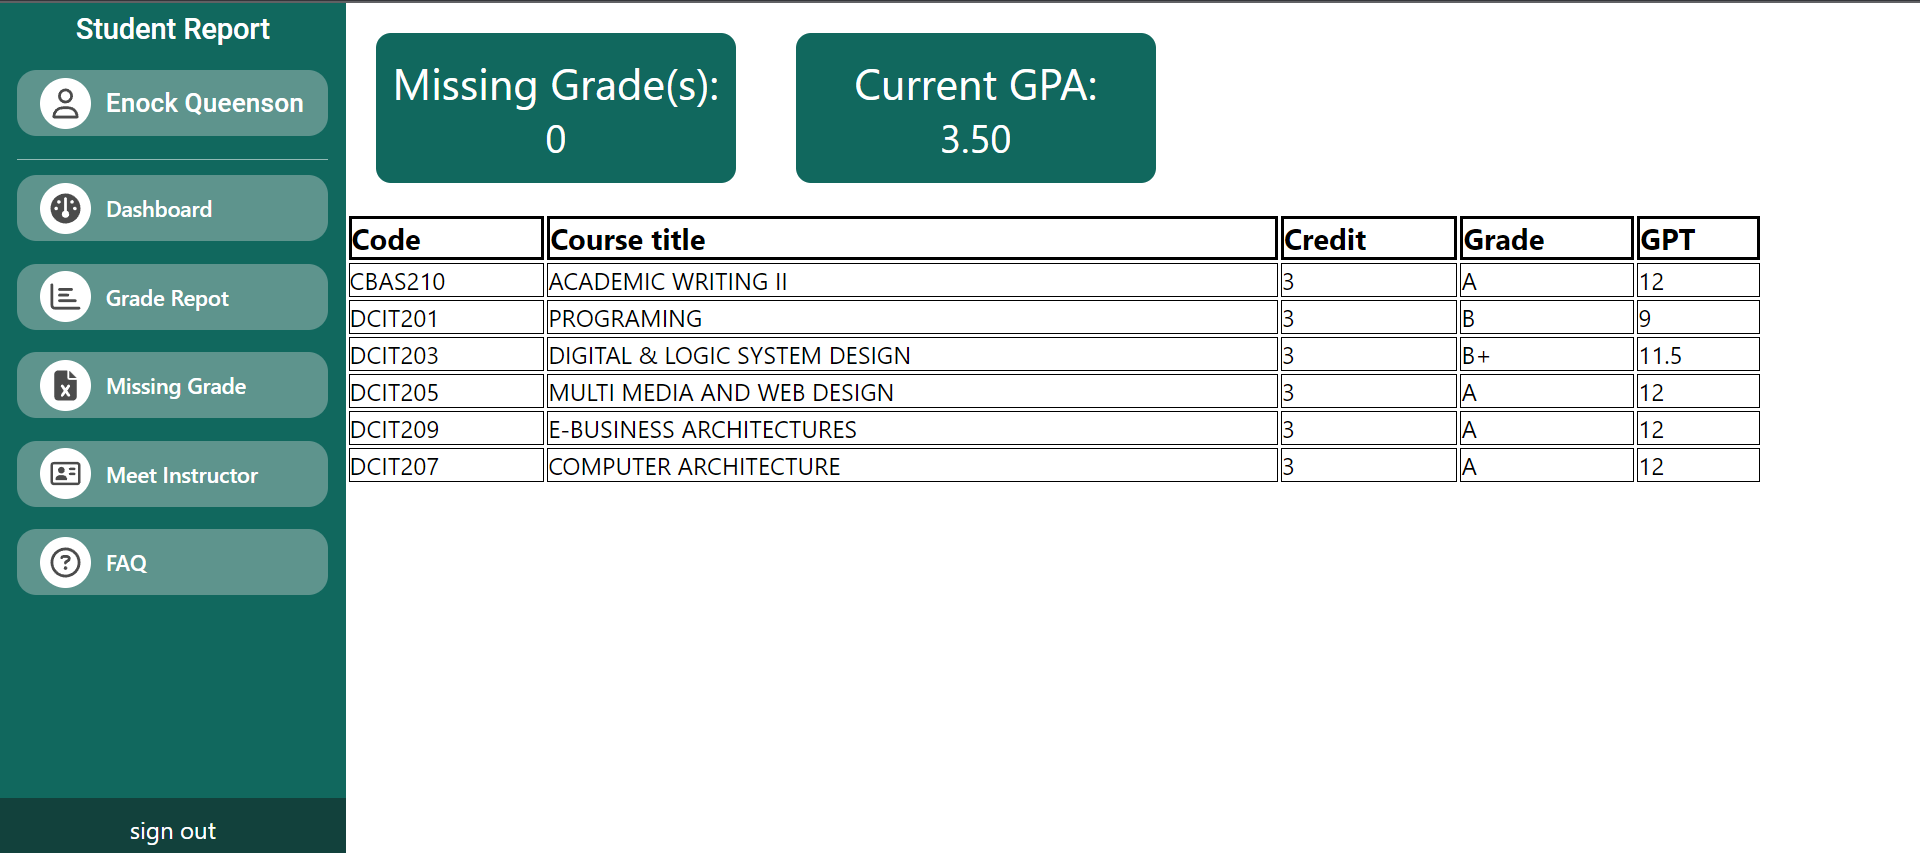 Student Report
Enock Queenson
Dashboard
Grade Repot
Missing Grade
Meet Instructor
FAQ
sign out
Missing Grade(s):
0
Current GPA:
3.50
Code Course title Credit Grade GPT
CBAS210 ACADEMIC WRITING II 3 A 12
DCIT201 PROGRAMING 3 B 9
DCIT203 DIGITAL & LOGIC SYSTEM DESIGN 3 B+ 11.5
DCIT205 MULTI MEDIA AND WEB DESIGN 3 A 12
DCIT209 E-BUSINESS ARCHITECTURES 3 A 12
DCIT207 COMPUTER ARCHITECTURE 3 A 12